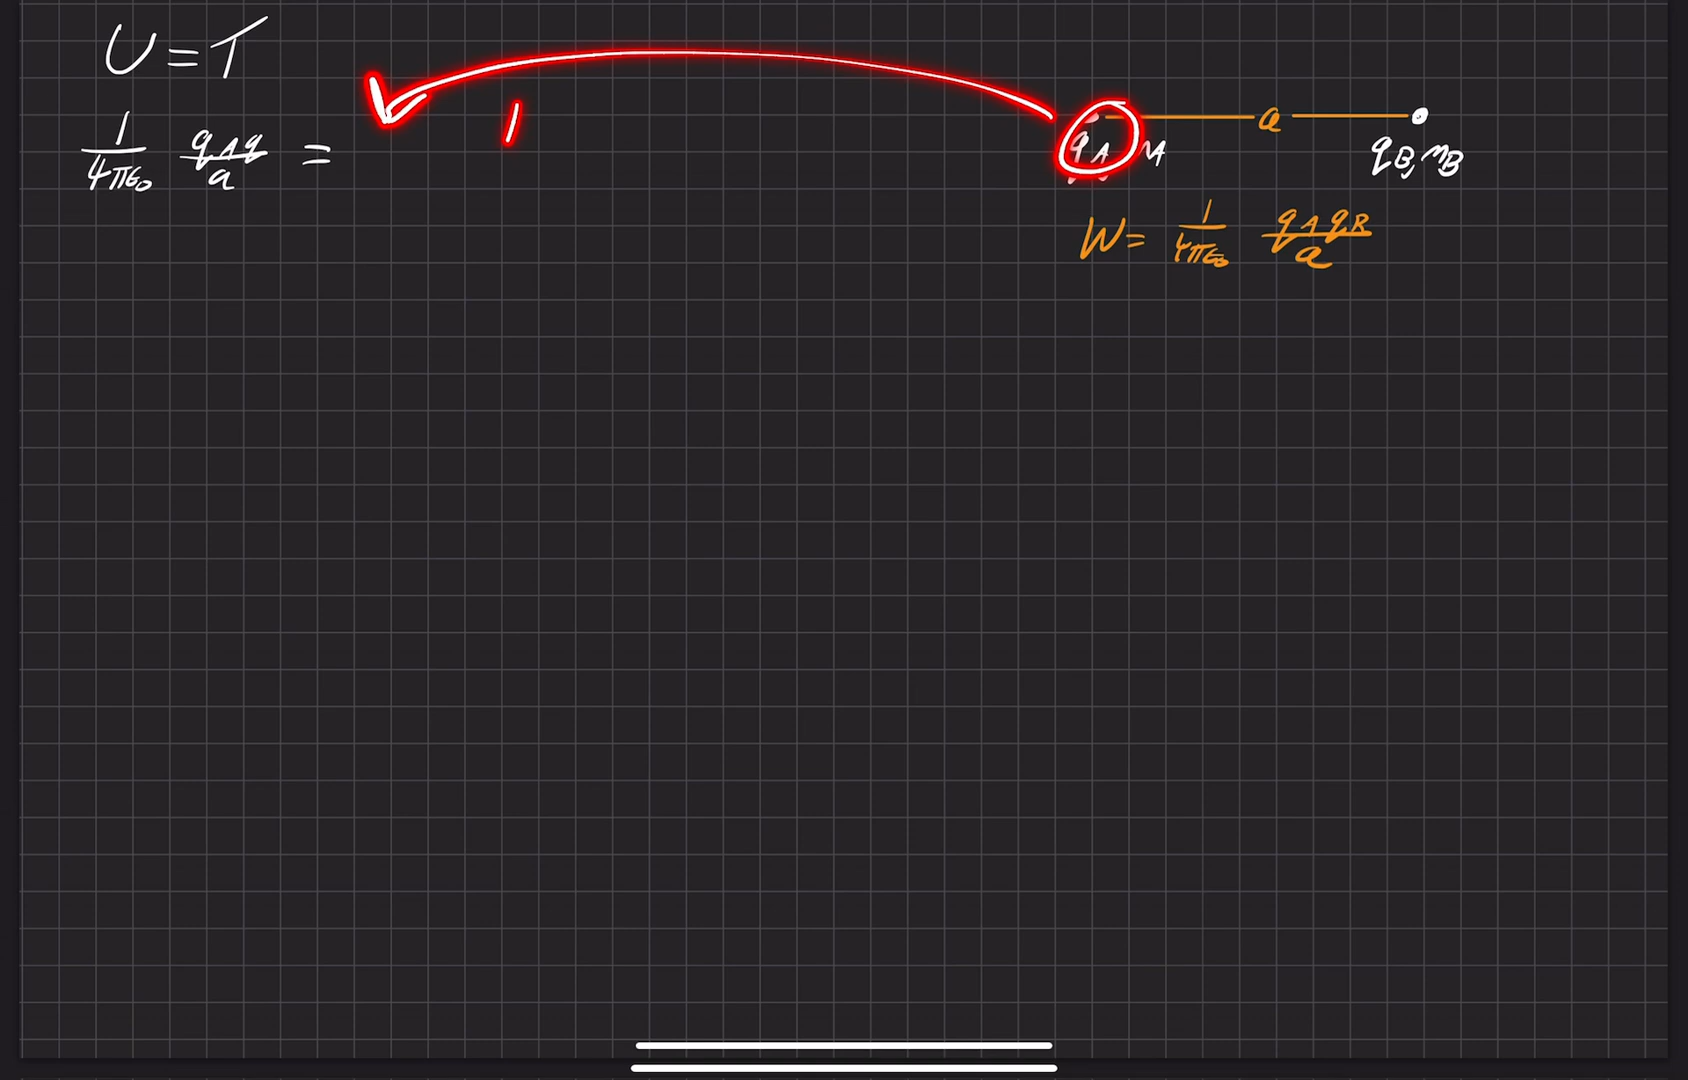 U = T
1/4πϵ₀ q_A q/a =
a
q_A
q_B, m_B
W = 1/4πϵ₀ q_A q_B/a